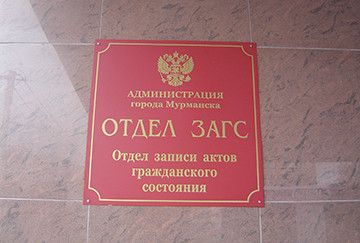 АДМИНИСТРАЦИЯ
города Мурманска
ОТДЕЛ ЗАГС
Отдел записи актов
гражданского
состояния